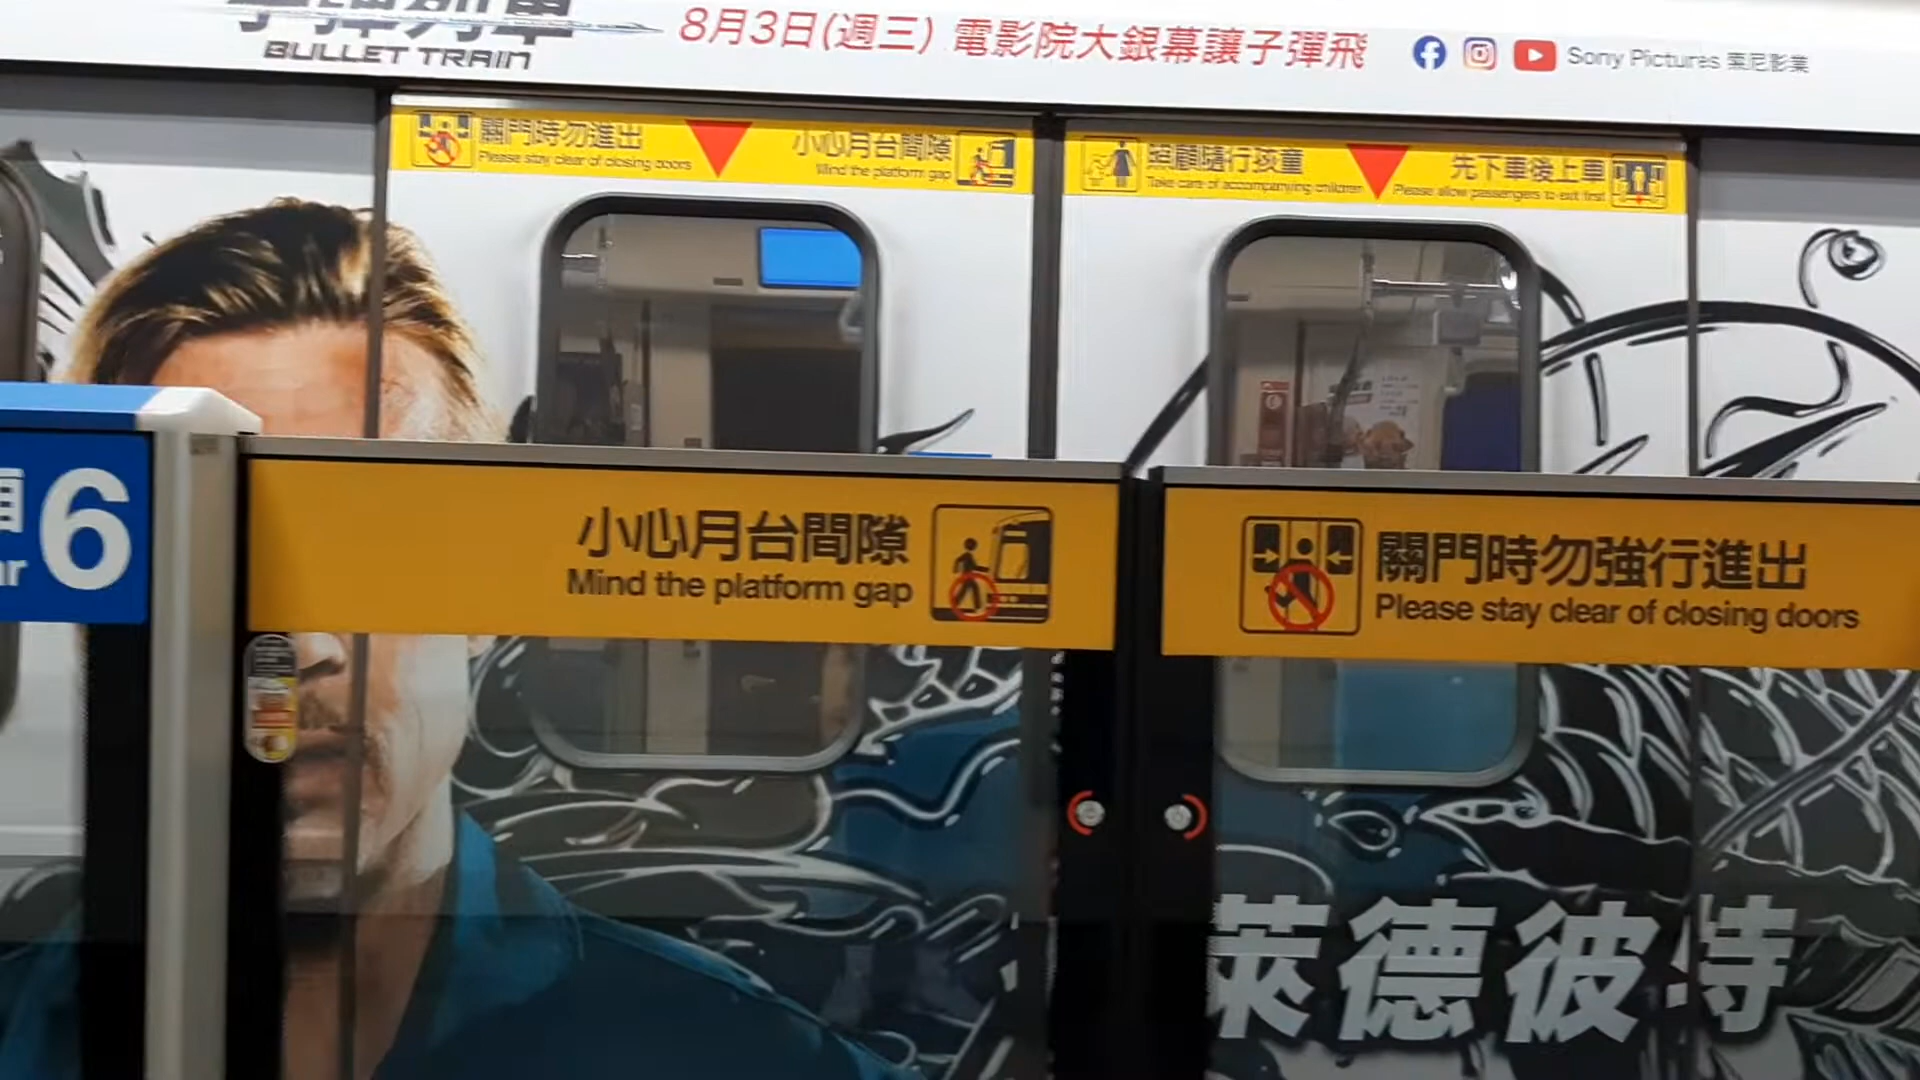 子彈列車
BULLET TRAIN
8月3日(週三) 電影院大銀幕讓子彈飛
Sony Pictures 索尼影業
關門時勿進出
Please stay clear of closing doors
小心月台間隙
Mind the platform gap
照顧隨行孩童
Take care of accompanying children
先下車後上車
Please allow passengers to exit first
6
小心月台間隙
Mind the platform gap
關門時勿強行進出
Please stay clear of closing doors
萊德彼特